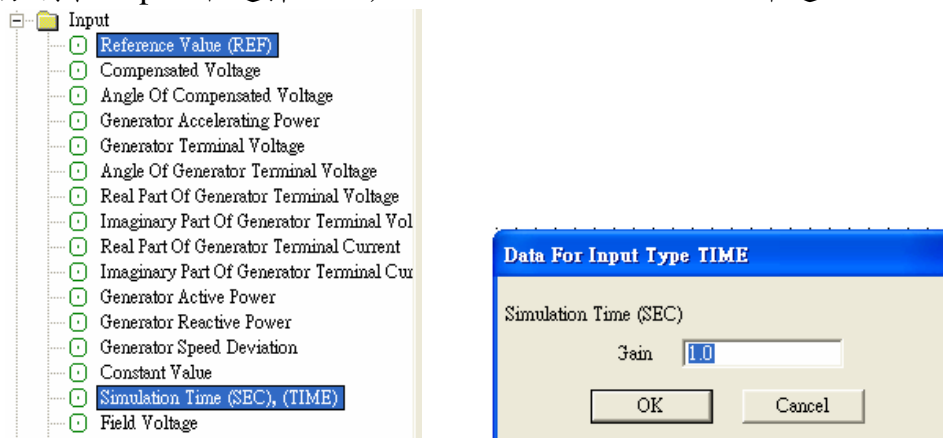 Input
Reference Value (REF)
Compensated Voltage
Angle Of Compensated Voltage
Generator Accelerating Power
Generator Terminal Voltage
Angle Of Generator Terminal Voltage
Real Part Of Generator Terminal Voltage
Imaginary Part Of Generator Terminal Vol
Real Part Of Generator Terminal Current
Imaginary Part Of Generator Terminal Cur
Generator Active Power
Generator Reactive Power
Generator Speed Deviation
Constant Value
Simulation Time (SEC), (TIME)
Field Voltage
Data For Input Type TIME
Simulation Time (SEC)
Gain 1.0
OK Cancel